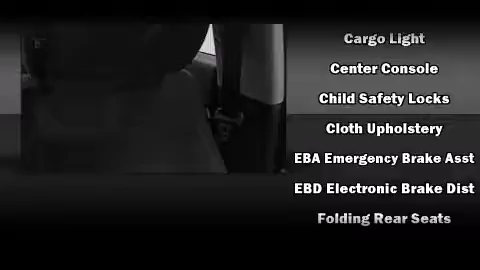 Cargo Light
Center Console
Child Safety Locks
Cloth Upholstery
EBA Emergency Brake Asst
EBD Electronic Brake Dist
Folding Rear Seats